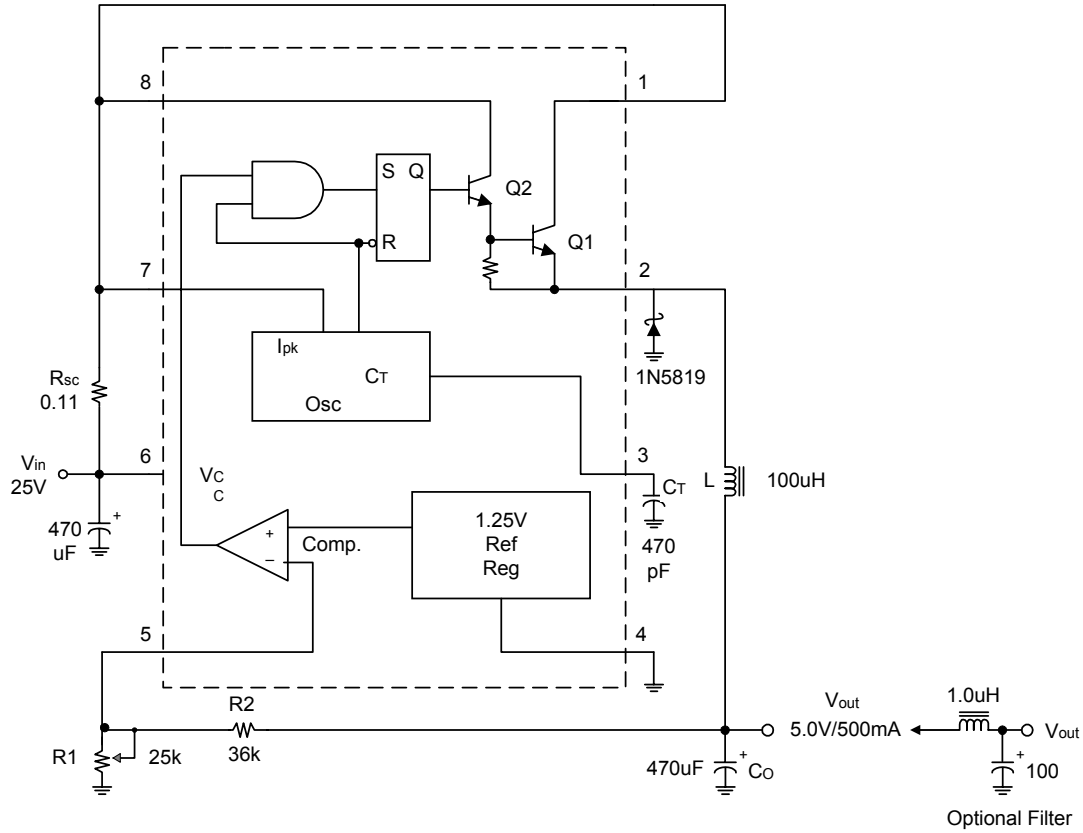 8
1
S Q
Q2
R
Q1
7
2
Ipk
CT
Osc
1N5819
Rsc
0.11
Vin
25V
6
3
VC
C
CT
L
100uH
470
uF
+
+
−
Comp.
1.25V
Ref
Reg
470
pF
5
4
R2
36k
R1
25k
Vout
5.0V/500mA
470uF
+
CO
1.0uH
Vout
+
100
Optional Filter